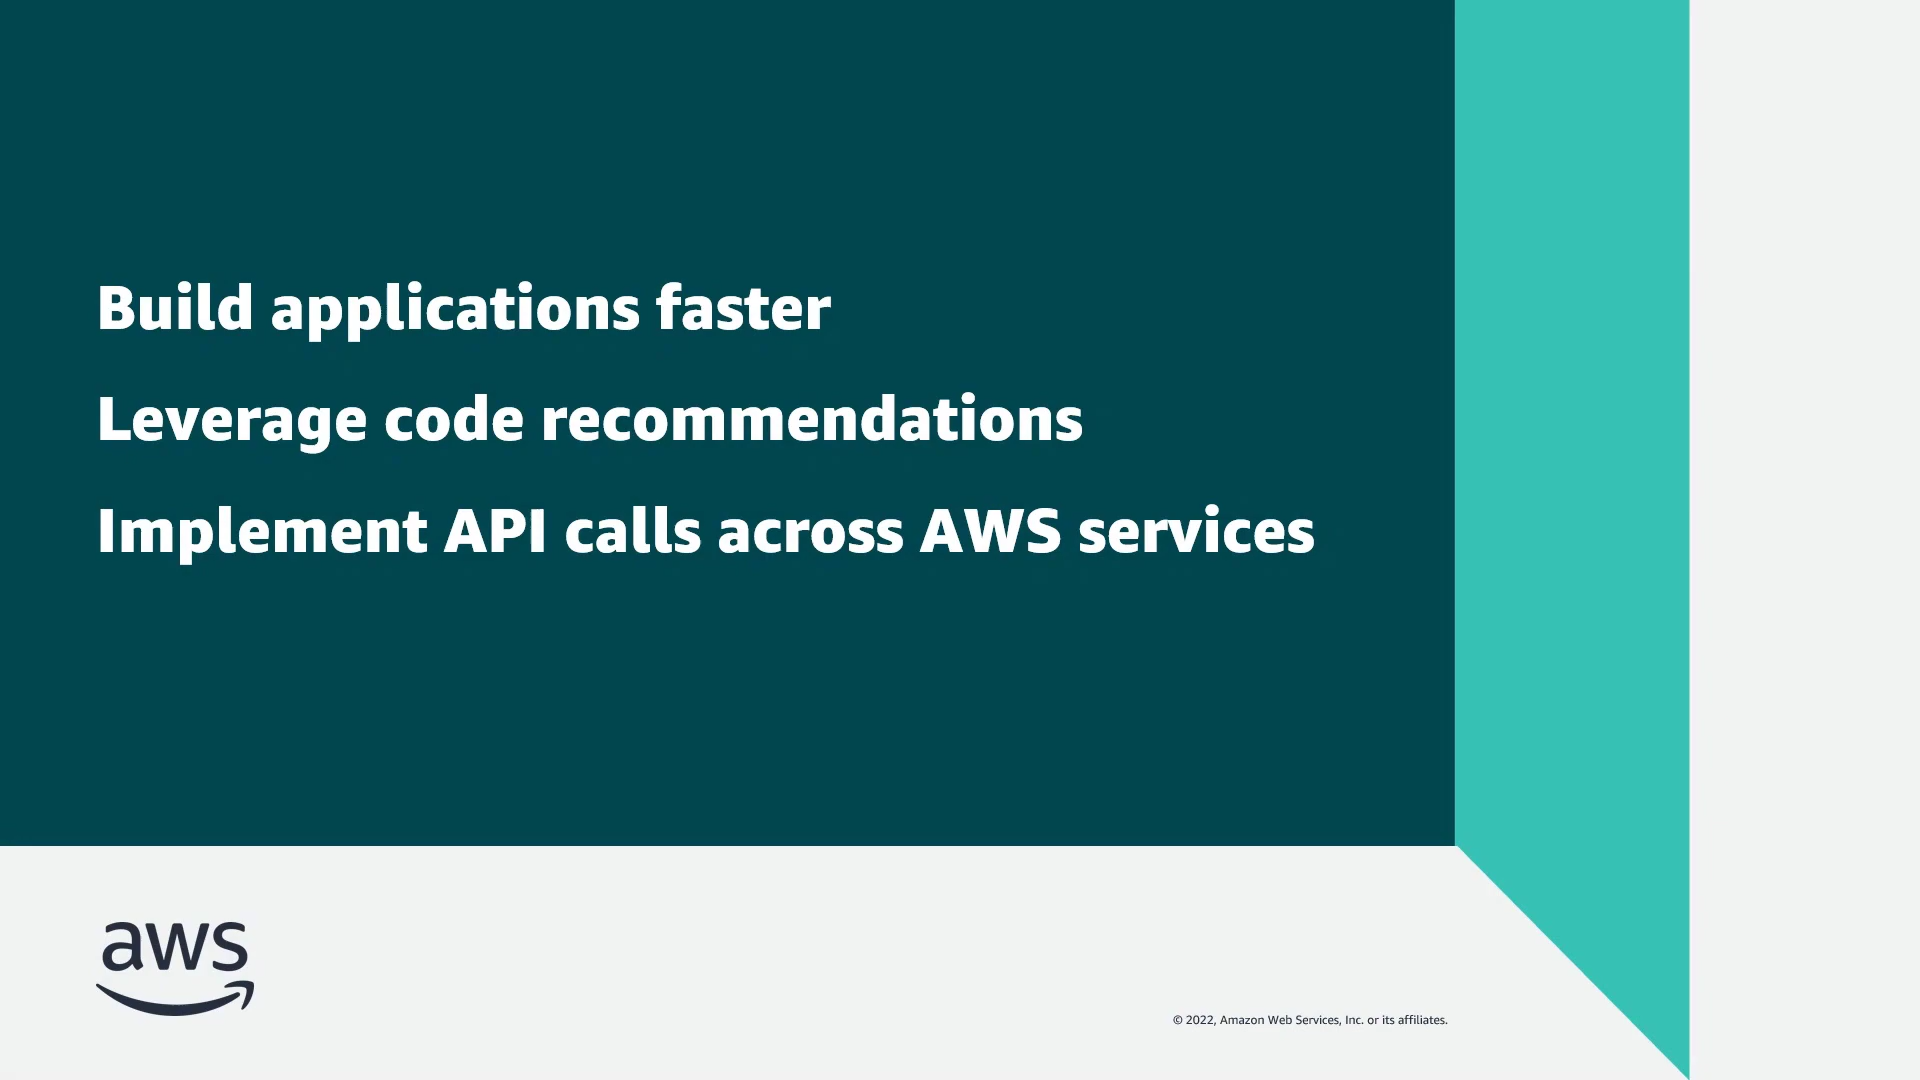 Build applications faster
Leverage code recommendations
Implement API calls across AWS services
aws
© 2022, Amazon Web Services, Inc. or its affiliates.